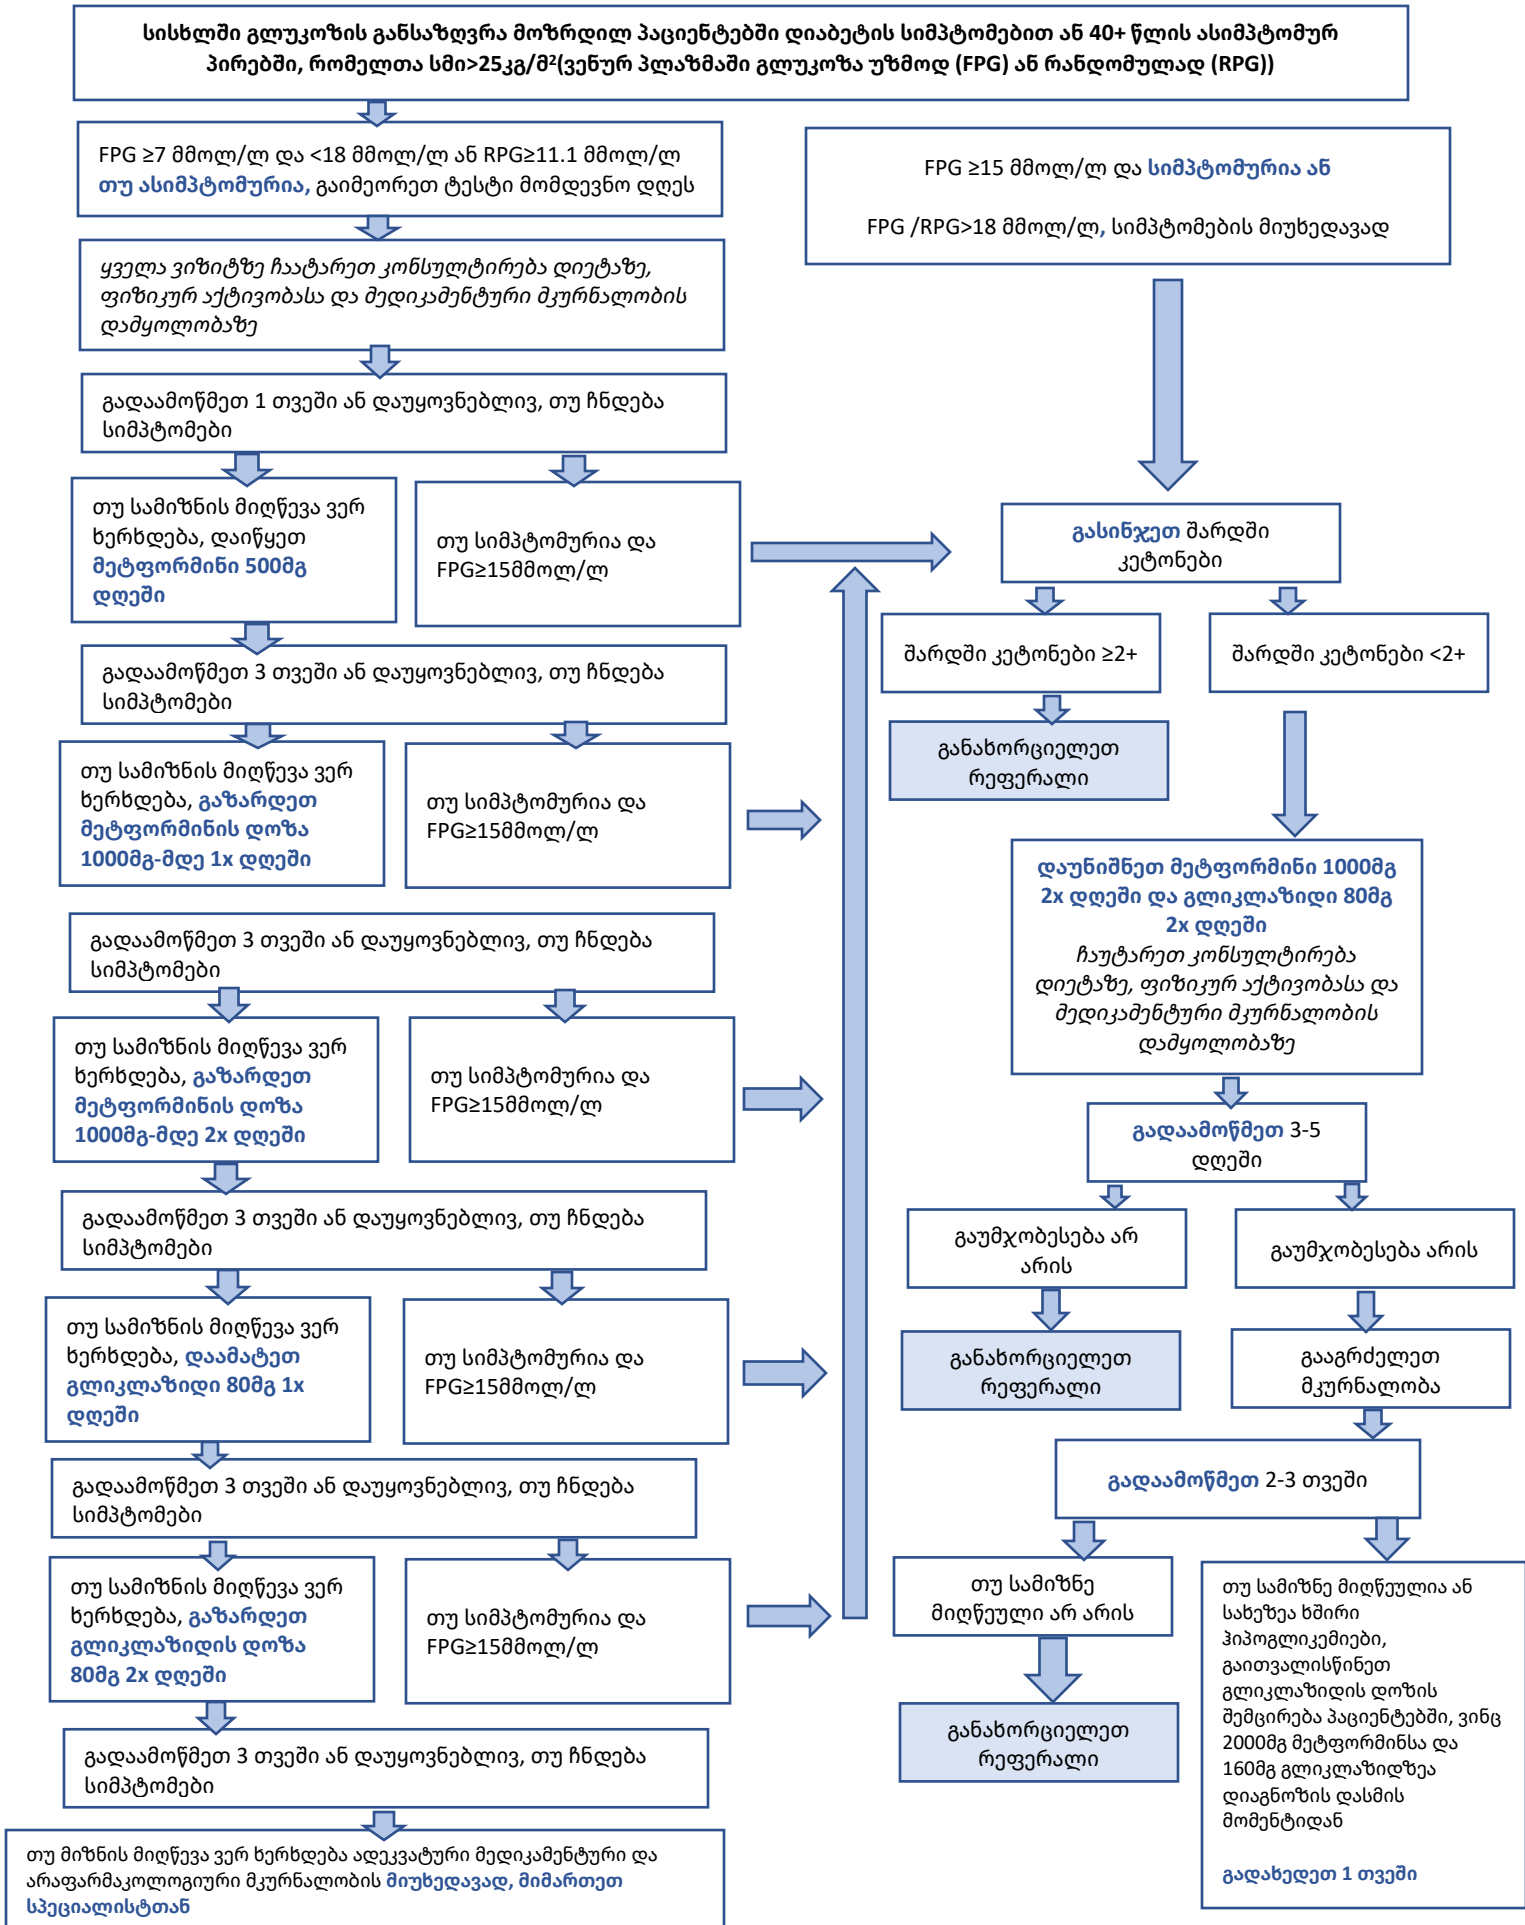 სისხლში გლუკოზის განსაზღვრა მოზრდილ პაციენტებში დიაბეტის სიმპტომებით ან 40+ წლის ასიმპტომურ
პირებში, რომელთა სმი>25კგ/მ²(ვენურ პლაზმაში გლუკოზა უზმოდ (FPG) ან რანდომულად (RPG))
FPG ≥7 მმოლ/ლ და <18 მმოლ/ლ ან RPG≥11.1 მმოლ/ლ
თუ ასიმპტომურია, გაიმეორეთ ტესტი მომდევნო დღეს
ყველა ვიზიტზე ჩაატარეთ კონსულტირება დიეტაზე,
ფიზიკურ აქტივობასა და მედიკამენტური მკურნალობის
დამყოლობაზე
გადაამოწმეთ 1 თვეში ან დაუყოვნებლივ, თუ ჩნდება
სიმპტომები
თუ სამიზნის მიღწევა ვერ
ხერხდება, დაიწყეთ
მეტფორმინი 500მგ
დღეში
თუ სიმპტომურია და
FPG≥15მმოლ/ლ
გადაამოწმეთ 3 თვეში ან დაუყოვნებლივ, თუ ჩნდება
სიმპტომები
თუ სამიზნის მიღწევა ვერ
ხერხდება, გაზარდეთ
მეტფორმინის დოზა
1000მგ-მდე 1x დღეში
თუ სიმპტომურია და
FPG≥15მმოლ/ლ
გადაამოწმეთ 3 თვეში ან დაუყოვნებლივ, თუ ჩნდება
სიმპტომები
თუ სამიზნის მიღწევა ვერ
ხერხდება, გაზარდეთ
მეტფორმინის დოზა
1000მგ-მდე 2x დღეში
თუ სიმპტომურია და
FPG≥15მმოლ/ლ
გადაამოწმეთ 3 თვეში ან დაუყოვნებლივ, თუ ჩნდება
სიმპტომები
თუ სამიზნის მიღწევა ვერ
ხერხდება, დაამატეთ
გლიკლაზიდი 80მგ 1x
დღეში
თუ სიმპტომურია და
FPG≥15მმოლ/ლ
გადაამოწმეთ 3 თვეში ან დაუყოვნებლივ, თუ ჩნდება
სიმპტომები
თუ სამიზნის მიღწევა ვერ
ხერხდება, გაზარდეთ
გლიკლაზიდის დოზა
80მგ 2x დღეში
თუ სიმპტომურია და
FPG≥15მმოლ/ლ
გადაამოწმეთ 3 თვეში ან დაუყოვნებლივ, თუ ჩნდება
სიმპტომები
თუ მიზნის მიღწევა ვერ ხერხდება ადეკვატური მედიკამენტური და
არაფარმაკოლოგიური მკურნალობის მიუხედავად, მიმართეთ
სპეციალისტთან
FPG ≥15 მმოლ/ლ და სიმპტომურია ან
FPG /RPG>18 მმოლ/ლ, სიმპტომების მიუხედავად
გასინჯეთ შარდში
კეტონები
შარდში კეტონები ≥2+
შარდში კეტონები <2+
განახორციელეთ
რეფერალი
დაუნიშნეთ მეტფორმინი 1000მგ
2x დღეში და გლიკლაზიდი 80მგ
2x დღეში
ჩაუტარეთ კონსულტირება
დიეტაზე, ფიზიკურ აქტივობასა და
მედიკამენტური მკურნალობის
დამყოლობაზე
გადაამოწმეთ 3-5
დღეში
გაუმჯობესება არ
არის
გაუმჯობესება არის
განახორციელეთ
რეფერალი
გააგრძელეთ
მკურნალობა
გადაამოწმეთ 2-3 თვეში
თუ სამიზნე
მიღწეული არ არის
განახორციელეთ
რეფერალი
თუ სამიზნე მიღწეულია ან
სახეზეა ხშირი
ჰიპოგლიკემიები,
გაითვალისწინეთ
გლიკლაზიდის დოზის
შემცირება პაციენტებში, ვინც
2000მგ მეტფორმინსა და
160მგ გლიკლაზიდზეა
დიაგნოზის დასმის
მომენტიდან
გადახედეთ 1 თვეში